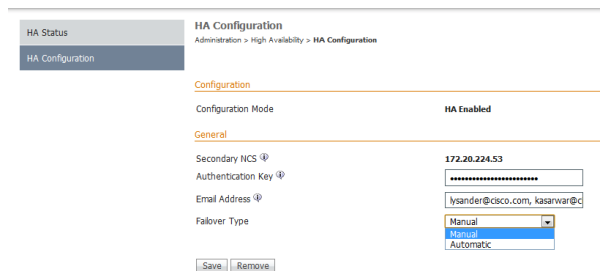 HA Status
HA Configuration
HA Configuration
Administration > High Availability > HA Configuration
Configuration
Configuration Mode HA Enabled
General
Secondary NCS 172.20.224.53
Authentication Key ••••••••••••••••••••••••
Email Address lysander@cisco.com, kasarwar@c
Failover Type Manual
Manual
Automatic
Save Remove